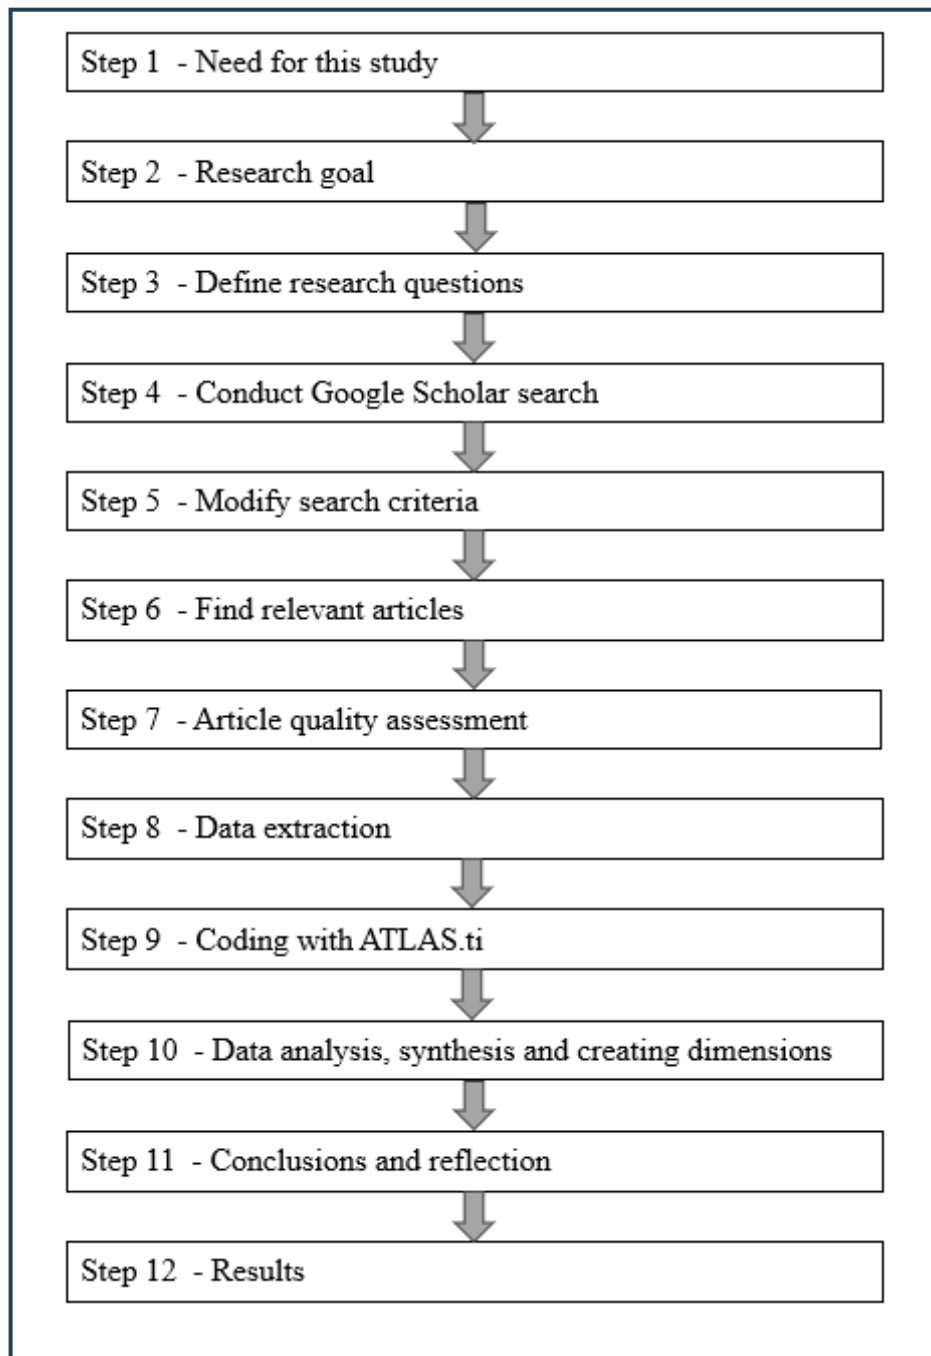 Step 1 - Need for this study
Step 2 - Research goal
Step 3 - Define research questions
Step 4 - Conduct Google Scholar search
Step 5 - Modify search criteria
Step 6 - Find relevant articles
Step 7 - Article quality assessment
Step 8 - Data extraction
Step 9 - Coding with ATLAS.ti
Step 10 - Data analysis, synthesis and creating dimensions
Step 11 - Conclusions and reflection
Step 12 - Results